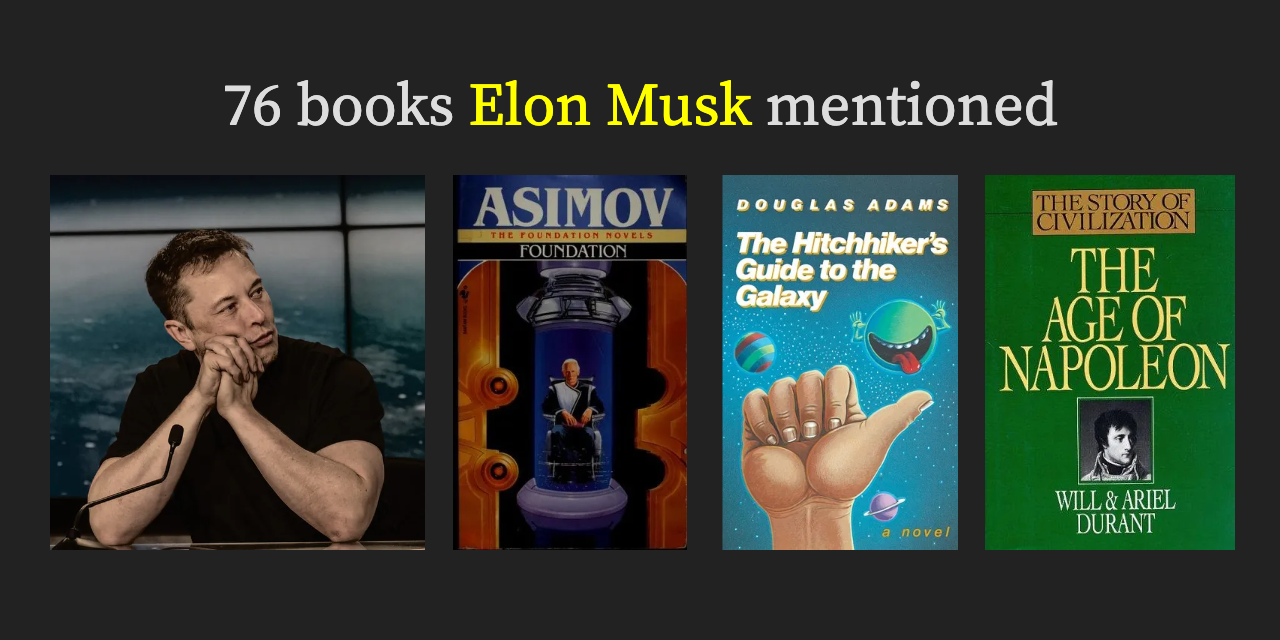 76 books Elon Musk mentioned
ASIMOV
THE FOUNDATION NOVELS
FOUNDATION
DOUGLAS ADAMS
The Hitchhiker's
Guide to the
Galaxy
a novel
THE STORY OF
CIVILIZATION
THE
AGE OF
NAPOLEON
WILL & ARIEL
DURANT